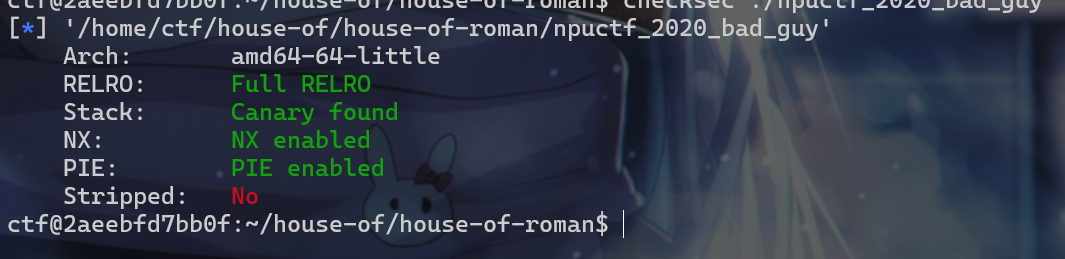 ctf@2aeebfd7bb0f:~/house-of/house-of-roman$ checksec ./npuctf_2020_bad_guy
[*] '/home/ctf/house-of/house-of-roman/npuctf_2020_bad_guy'
Arch: amd64-64-little
RELRO: Full RELRO
Stack: Canary found
NX: NX enabled
PIE: PIE enabled
Stripped: No
ctf@2aeebfd7bb0f:~/house-of/house-of-roman$